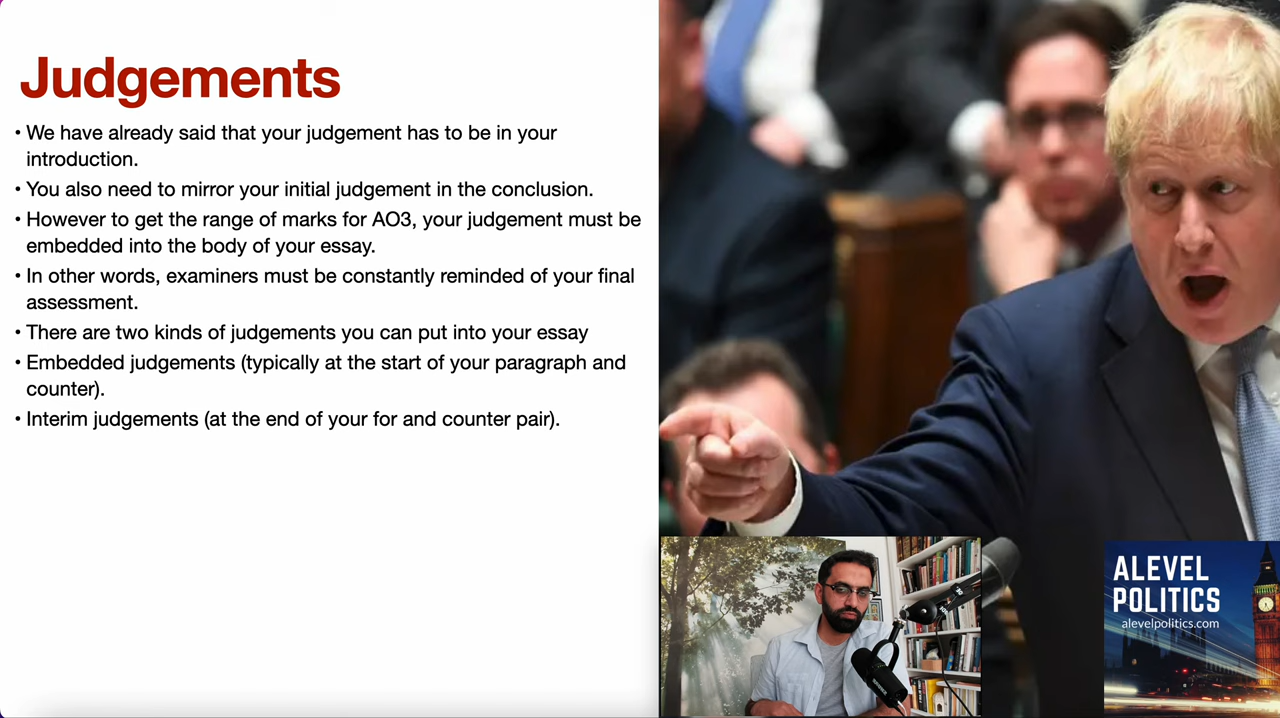 Judgements
• We have already said that your judgement has to be in your
introduction.
• You also need to mirror your initial judgement in the conclusion.
• However to get the range of marks for AO3, your judgement must be
embedded into the body of your essay.
• In other words, examiners must be constantly reminded of your final
assessment.
• There are two kinds of judgements you can put into your essay
• Embedded judgements (typically at the start of your paragraph and
counter).
• Interim judgements (at the end of your for and counter pair).
ALEVEL
POLITICS
alevelpolitics.com